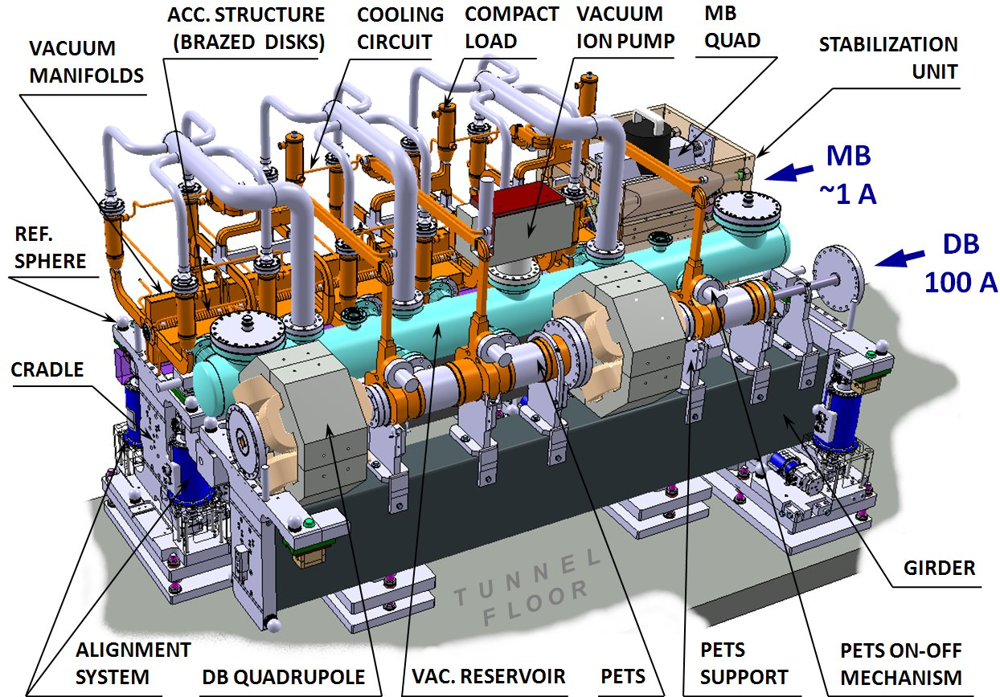 ACC. STRUCTURE
(BRAZED DISKS)
COOLING
CIRCUIT
COMPACT
LOAD
VACUUM
ION PUMP
MB
QUAD
STABILIZATION
UNIT
VACUUM
MANIFOLDS
MB
~1 A
REF.
SPHERE
DB
100 A
CRADLE
GIRDER
TUNNEL
FLOOR
ALIGNMENT
SYSTEM
DB QUADRUPOLE
VAC. RESERVOIR
PETS
PETS
SUPPORT
PETS ON-OFF
MECHANISM